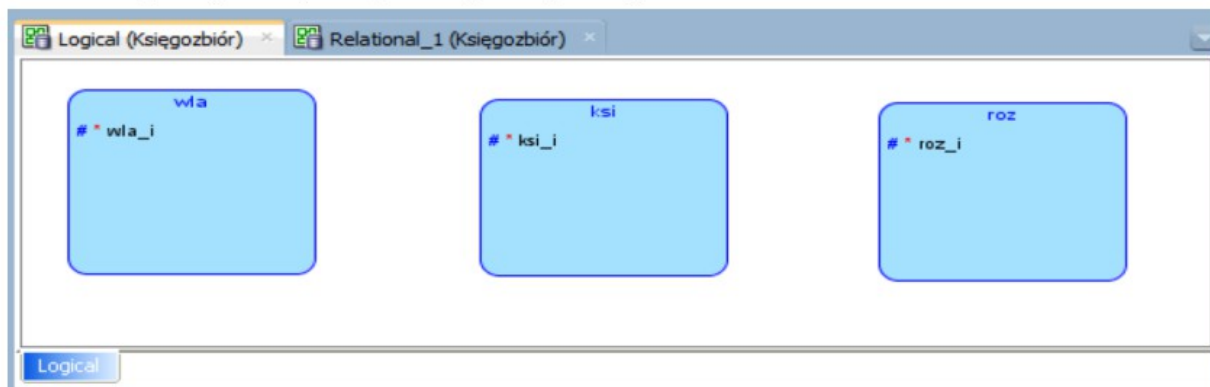 Logical (Księgozbiór) × Relational_1 (Księgozbiór) ×
wla
# * wla_i
ksi
# * ksi_i
roz
# * roz_i
Logical